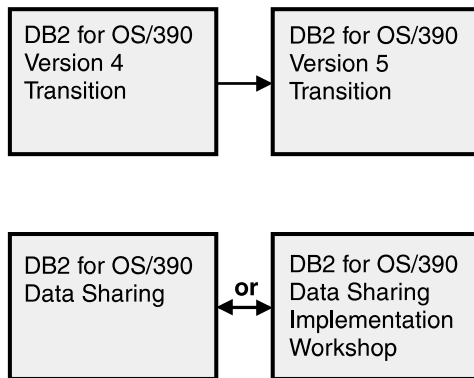 DB2 for OS/390
Version 4
Transition
DB2 for OS/390
Version 5
Transition
DB2 for OS/390
Data Sharing
or
DB2 for OS/390
Data Sharing
Implementation
Workshop